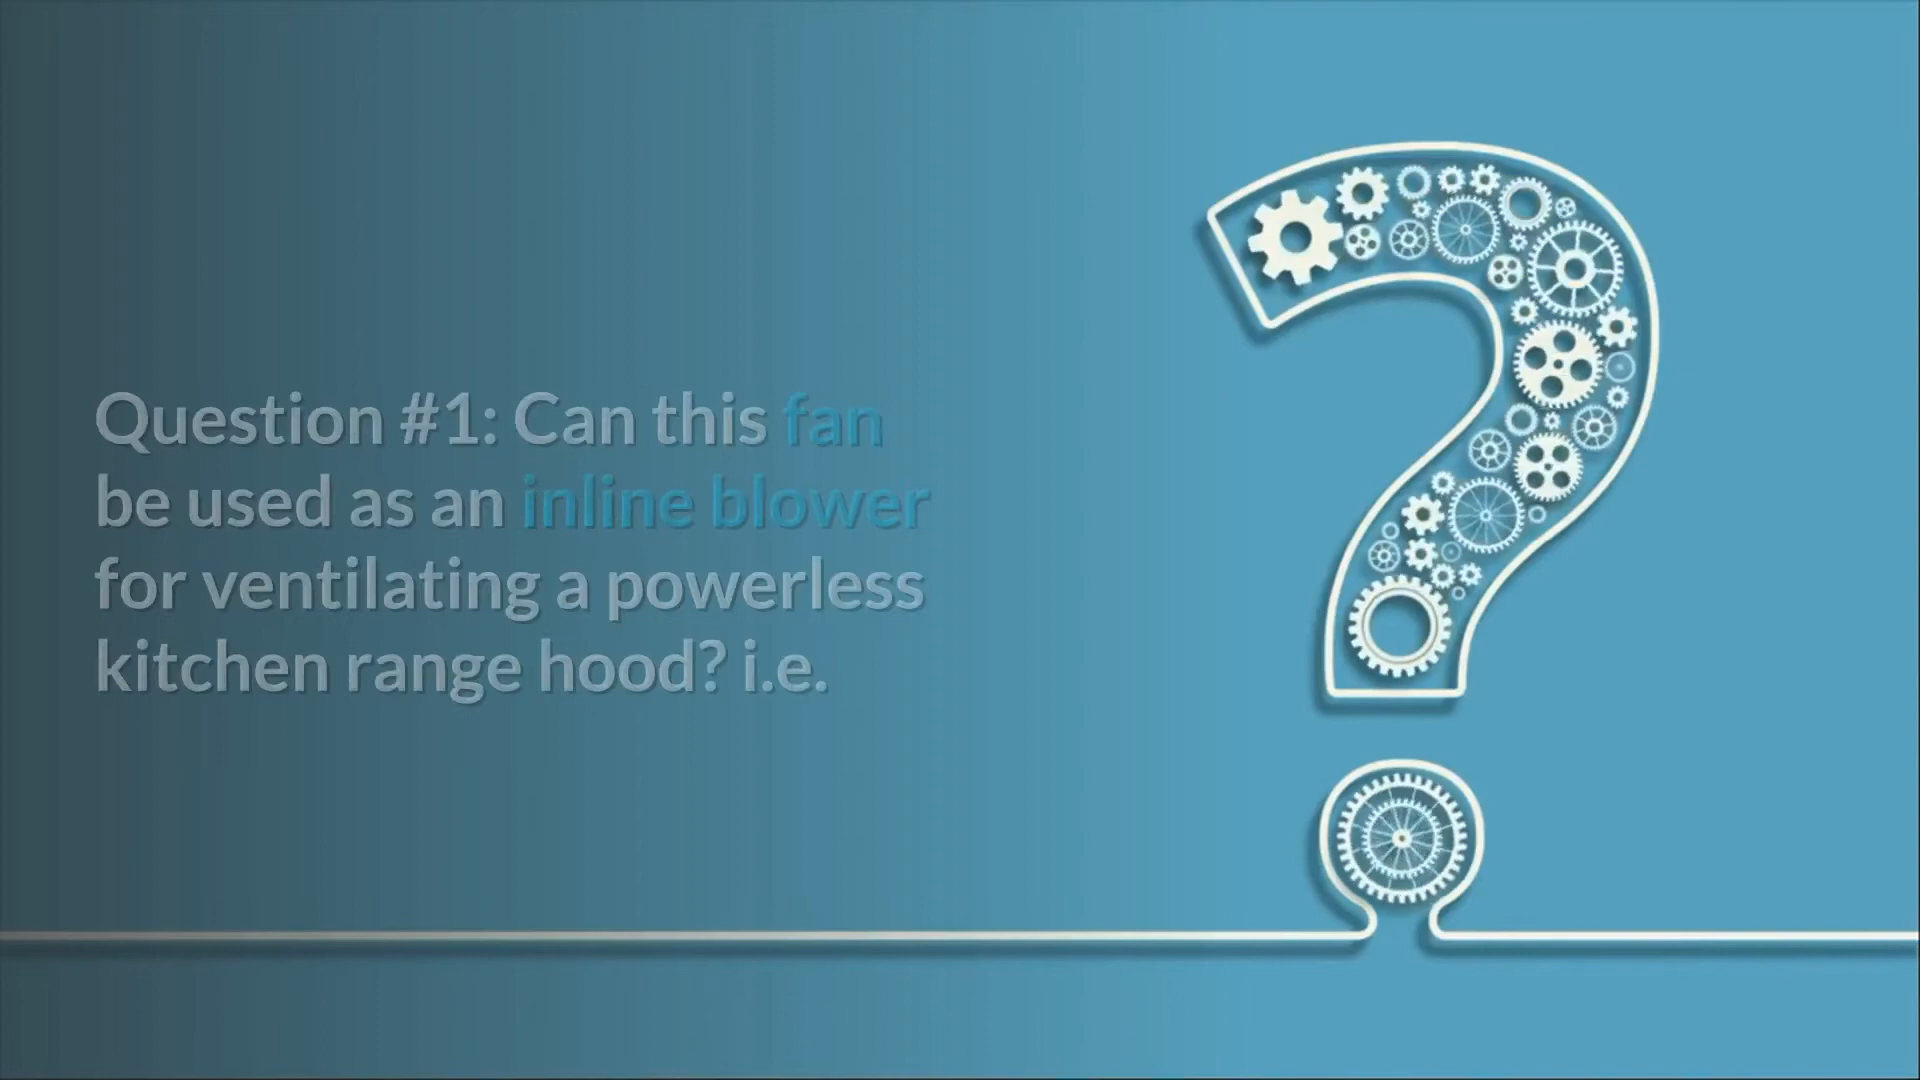 Question #1: Can this fan
be used as an inline blower
for ventilating a powerless
kitchen range hood? i.e.